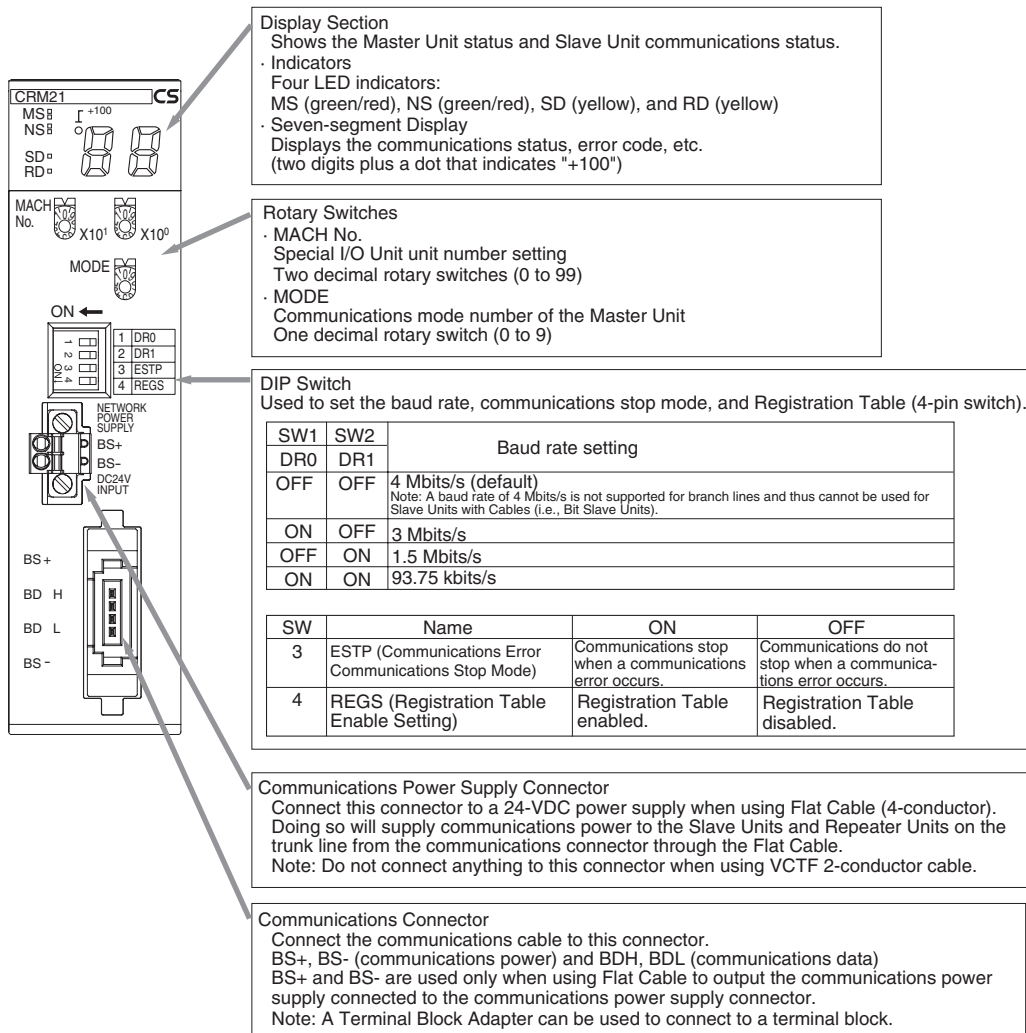 CRM21 CS
MS
NS
+100
SD
RD
MACH
No.
X10¹ X10⁰
MODE
ON
1 2 3 4
NO
1 DR0
2 DR1
3 ESTP
4 REGS
NETWORK
POWER
SUPPLY
BS+
BS-
DC24V
INPUT
BS+
BD H
BD L
BS-
Display Section
Shows the Master Unit status and Slave Unit communications status.
· Indicators
Four LED indicators:
MS (green/red), NS (green/red), SD (yellow), and RD (yellow)
· Seven-segment Display
Displays the communications status, error code, etc.
(two digits plus a dot that indicates "+100")
Rotary Switches
· MACH No.
Special I/O Unit unit number setting
Two decimal rotary switches (0 to 99)
· MODE
Communications mode number of the Master Unit
One decimal rotary switch (0 to 9)
DIP Switch
Used to set the baud rate, communications stop mode, and Registration Table (4-pin switch).
SW1 SW2 Baud rate setting
DR0 DR1
OFF OFF 4 Mbits/s (default)
Note: A baud rate of 4 Mbits/s is not supported for branch lines and thus cannot be used for
Slave Units with Cables (i.e., Bit Slave Units).
ON OFF 3 Mbits/s
OFF ON 1.5 Mbits/s
ON ON 93.75 kbits/s
SW Name ON OFF
3 ESTP (Communications Error
Communications Stop Mode)
Communications stop
when a communications
error occurs.
Communications do not
stop when a communica-
tions error occurs.
4 REGS (Registration Table
Enable Setting)
Registration Table
enabled.
Registration Table
disabled.
Communications Power Supply Connector
Connect this connector to a 24-VDC power supply when using Flat Cable (4-conductor).
Doing so will supply communications power to the Slave Units and Repeater Units on the
trunk line from the communications connector through the Flat Cable.
Note: Do not connect anything to this connector when using VCTF 2-conductor cable.
Communications Connector
Connect the communications cable to this connector.
BS+, BS- (communications power) and BDH, BDL (communications data)
BS+ and BS- are used only when using Flat Cable to output the communications power
supply connected to the communications power supply connector.
Note: A Terminal Block Adapter can be used to connect to a terminal block.